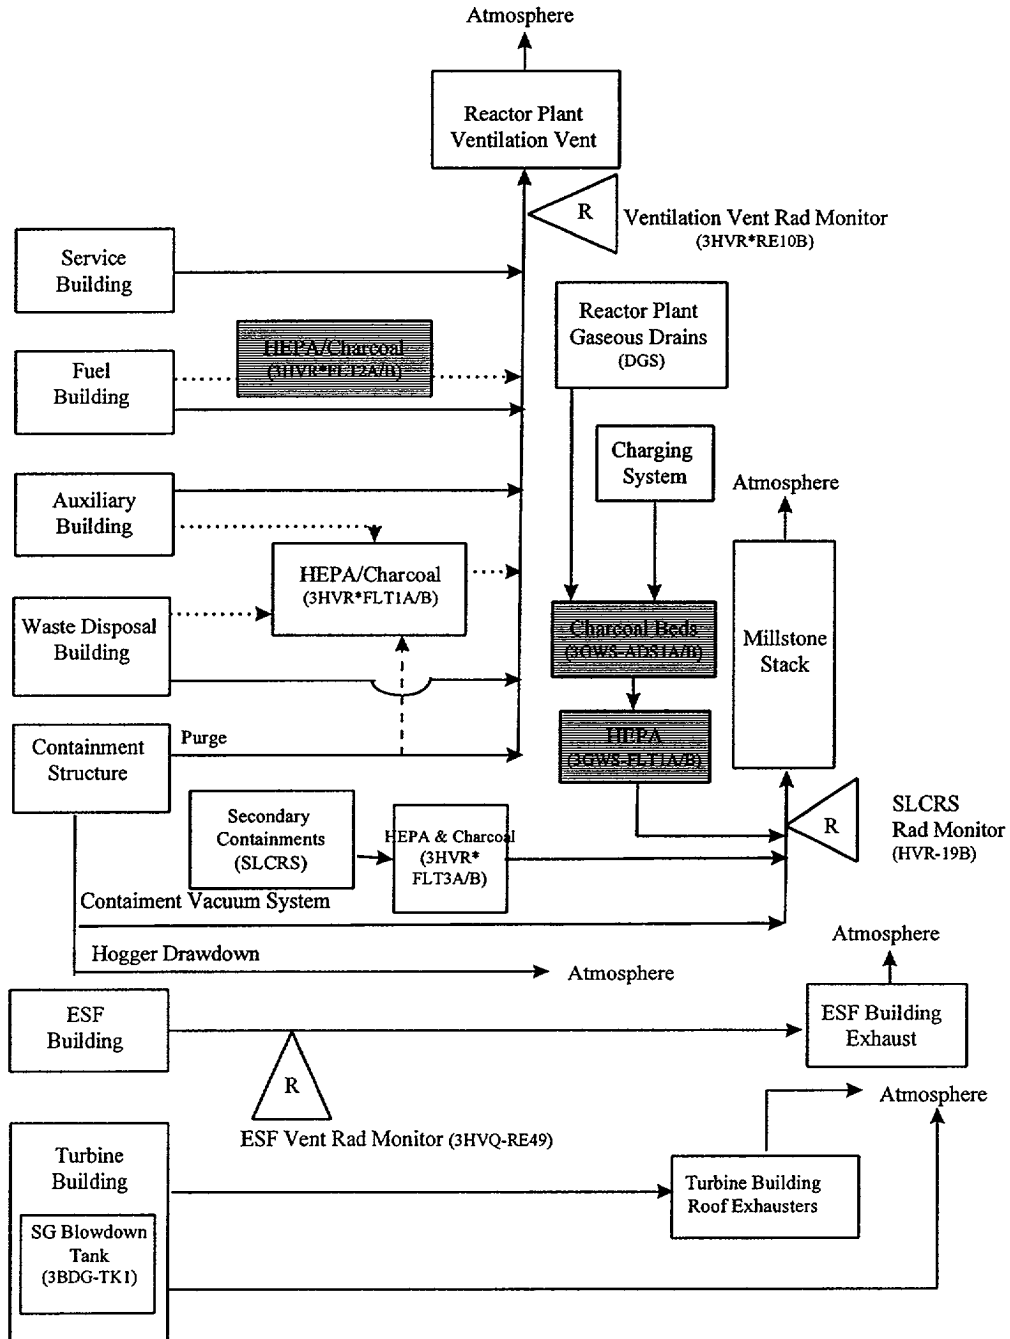 Atmosphere
Reactor Plant
Ventilation Vent
R
Ventilation Vent Rad Monitor
(3HVR*RE10B)
Service
Building
Reactor Plant
Gaseous Drains
(DGS)
HEPA/Charcoal
(3HVR*FLT2A/B)
Fuel
Building
Charging
System
Auxiliary
Building
Atmosphere
HEPA/Charcoal
(3HVR*FLT1A/B)
Waste Disposal
Building
Charcoal Beds
(3GWS-ADS1A/B)
Millstone
Stack
Containment
Structure
Purge
HEPA
(3GWS-FLT1A/B)
Secondary
Containments
(SLCRS)
HEPA & Charcoal
(3HVR*
FLT3A/B)
R
SLCRS
Rad Monitor
(HVR-19B)
Contaiment Vacuum System
Hogger Drawdown
Atmosphere
Atmosphere
ESF
Building
ESF Building
Exhaust
R
ESF Vent Rad Monitor (3HVQ-RE49)
Atmosphere
Turbine
Building
Turbine Building
Roof Exhausters
SG Blowdown
Tank
(3BDG-TK1)